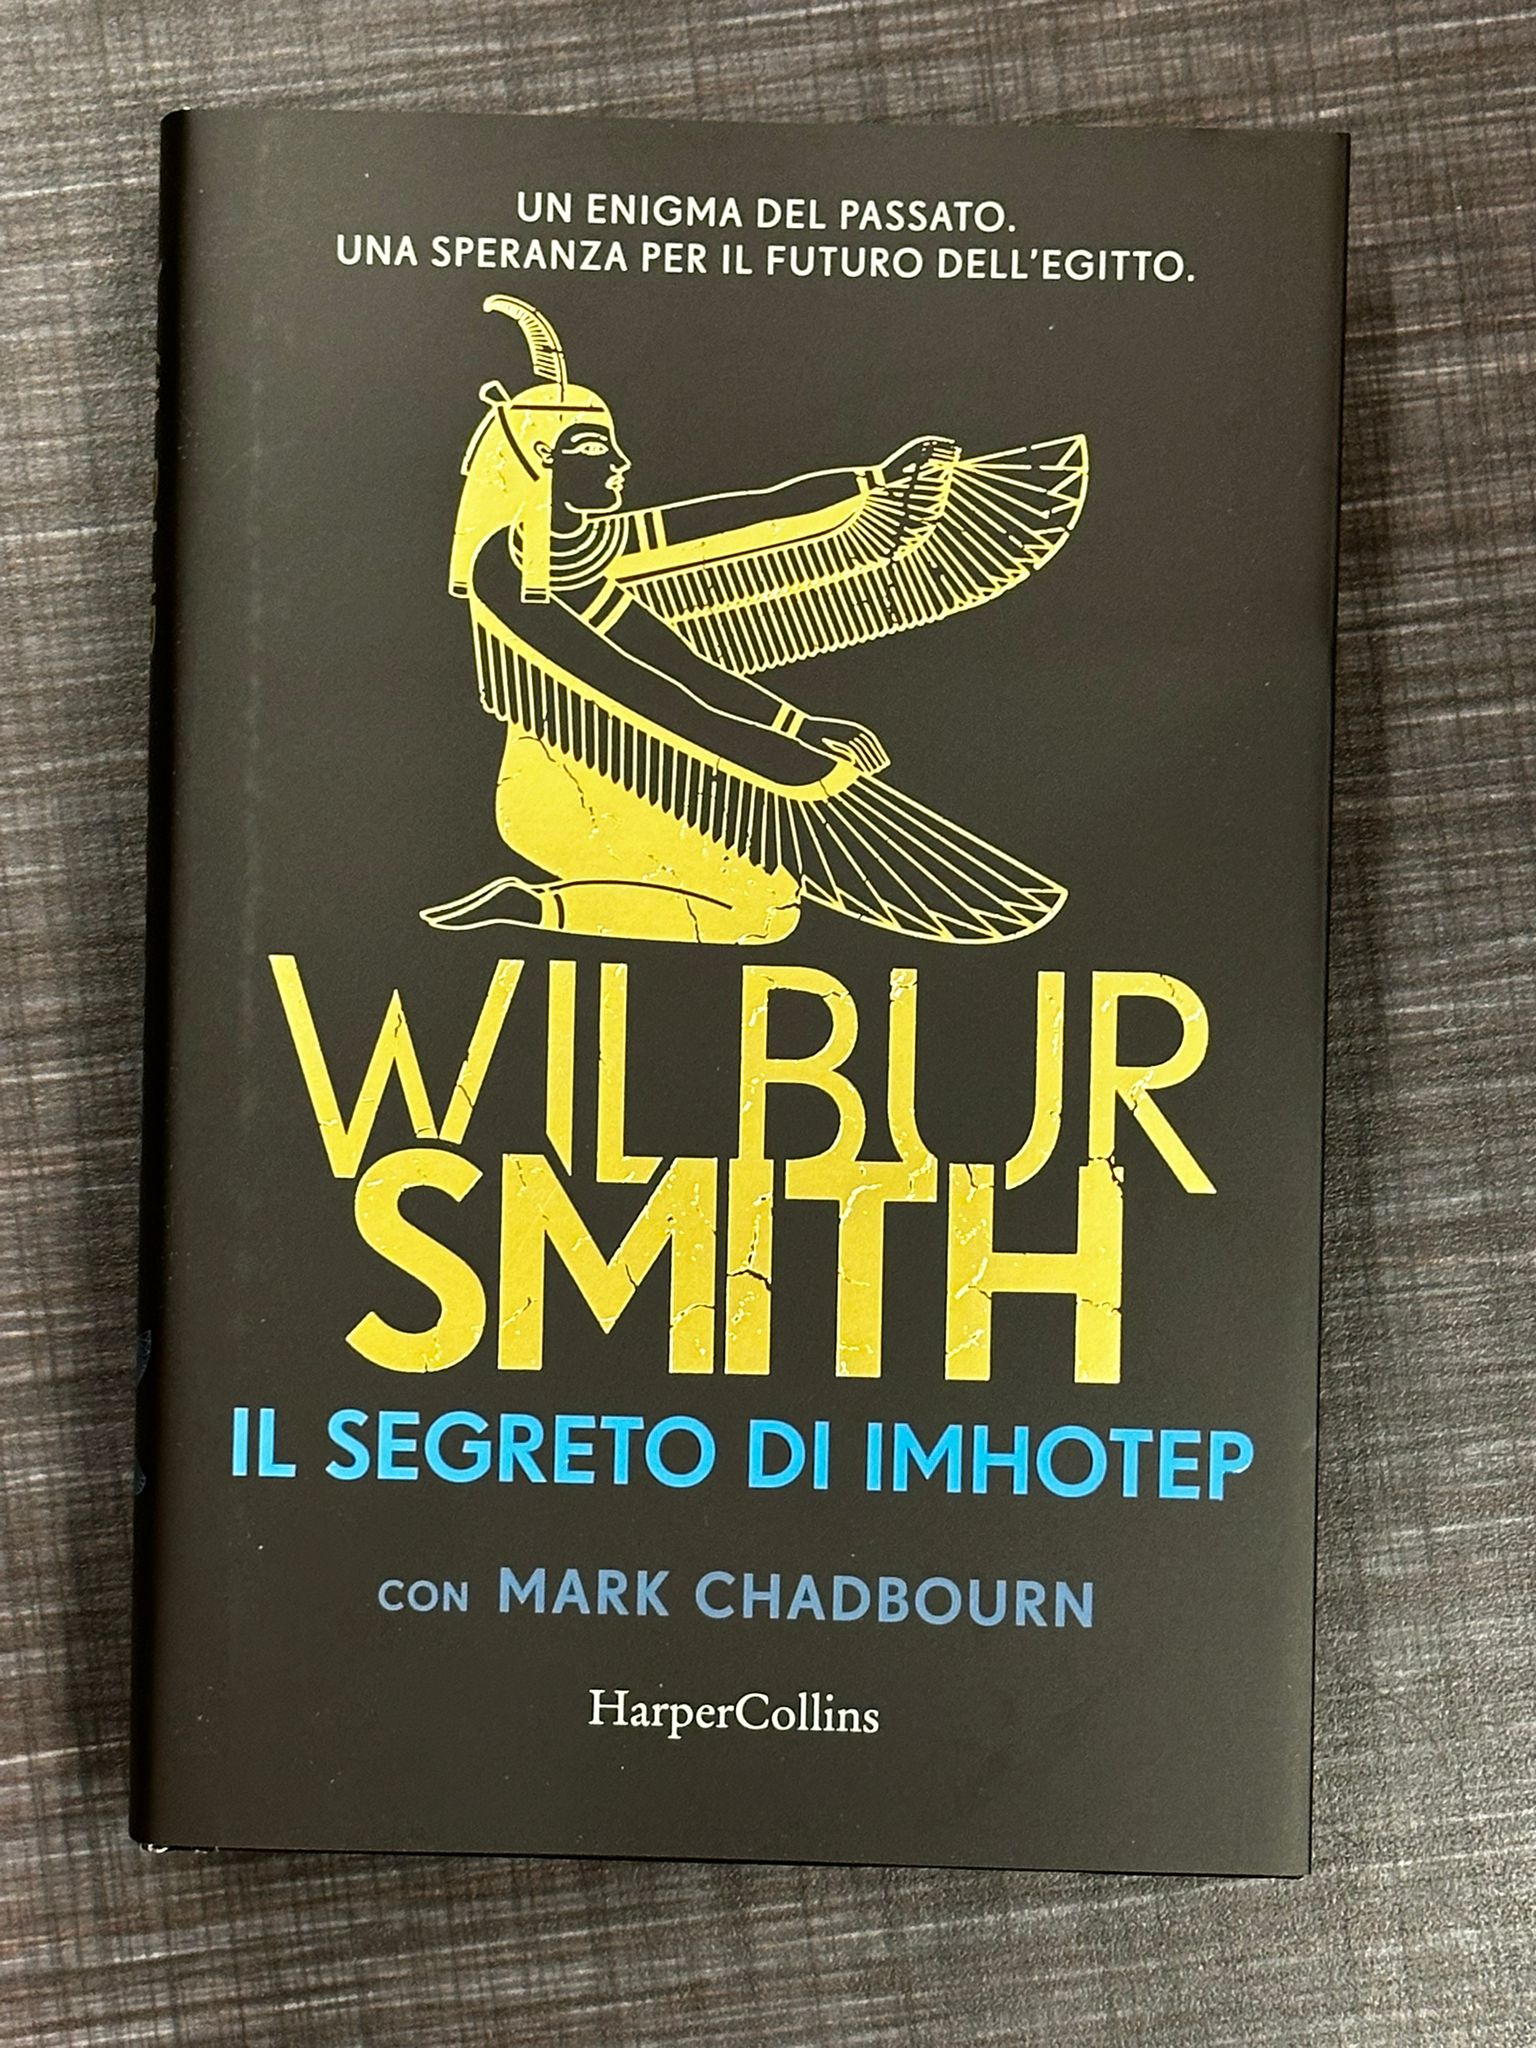 UN ENIGMA DEL PASSATO.
UNA SPERANZA PER IL FUTURO DELL'EGITTO.
WILBUR
SMITH
IL SEGRETO DI IMHOTEP
CON MARK CHADBOURN
HarperCollins